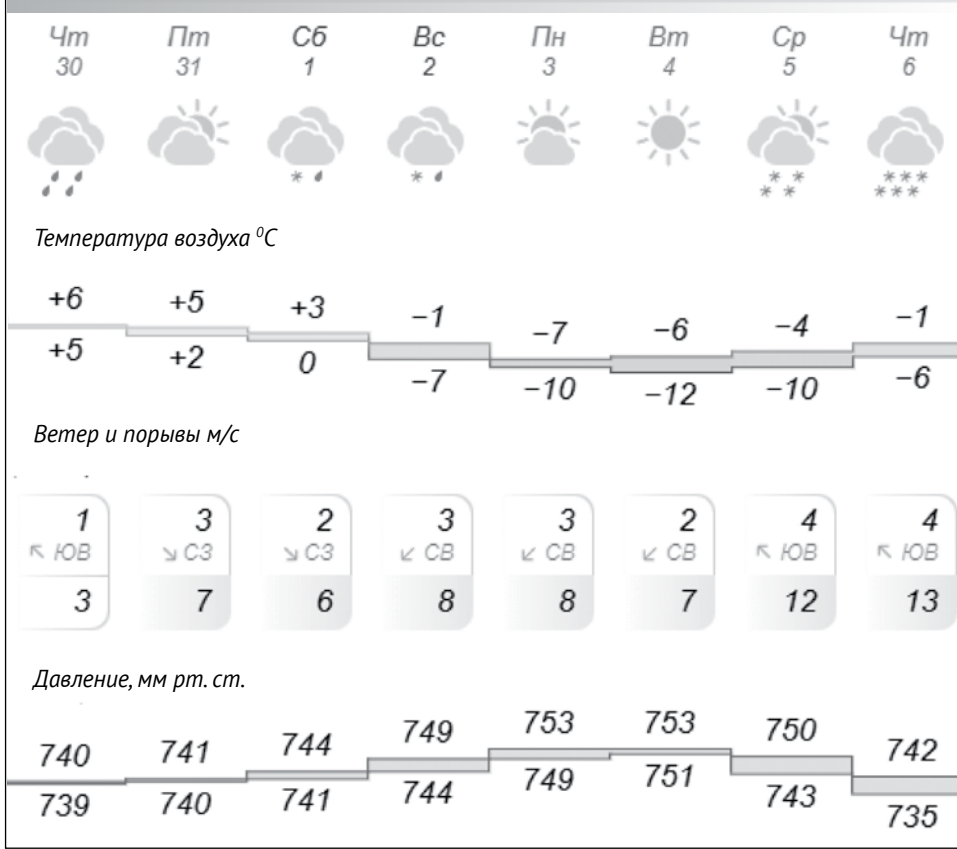 Чт Пт Сб Вс Пн Вт Ср Чт
30 31 1 2 3 4 5 6
Температура воздуха ⁰С
+6 +5 +3 −1 −7 −6 −4 −1
+5 +2 0 −7 −10 −12 −10 −6
Ветер и порывы м/с
1 3 2 3 3 2 4 4
ЮВ СЗ СЗ СВ СВ СВ ЮВ ЮВ
3 7 6 8 8 7 12 13
Давление, мм рт. ст.
740 741 744 749 753 753 750 742
739 740 741 744 749 751 743 735